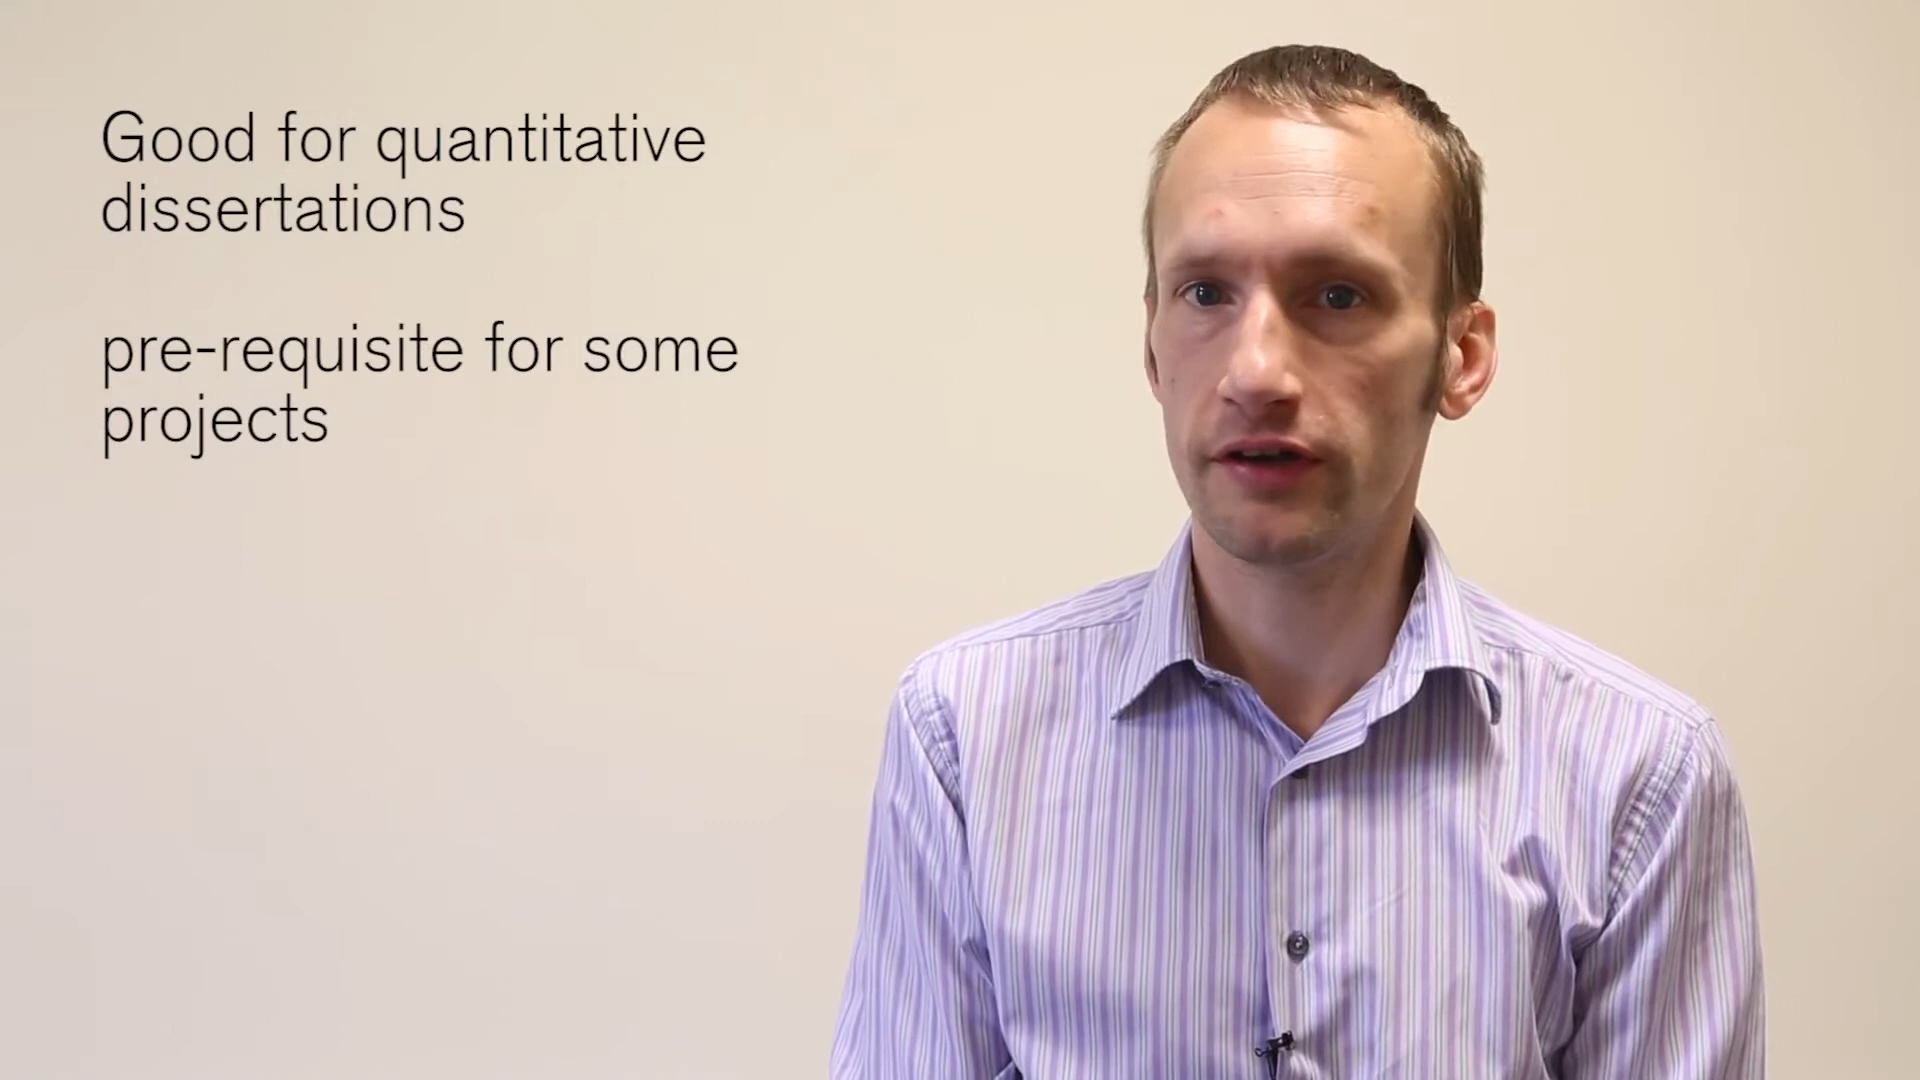 Good for quantitative
dissertations
pre-requisite for some
projects